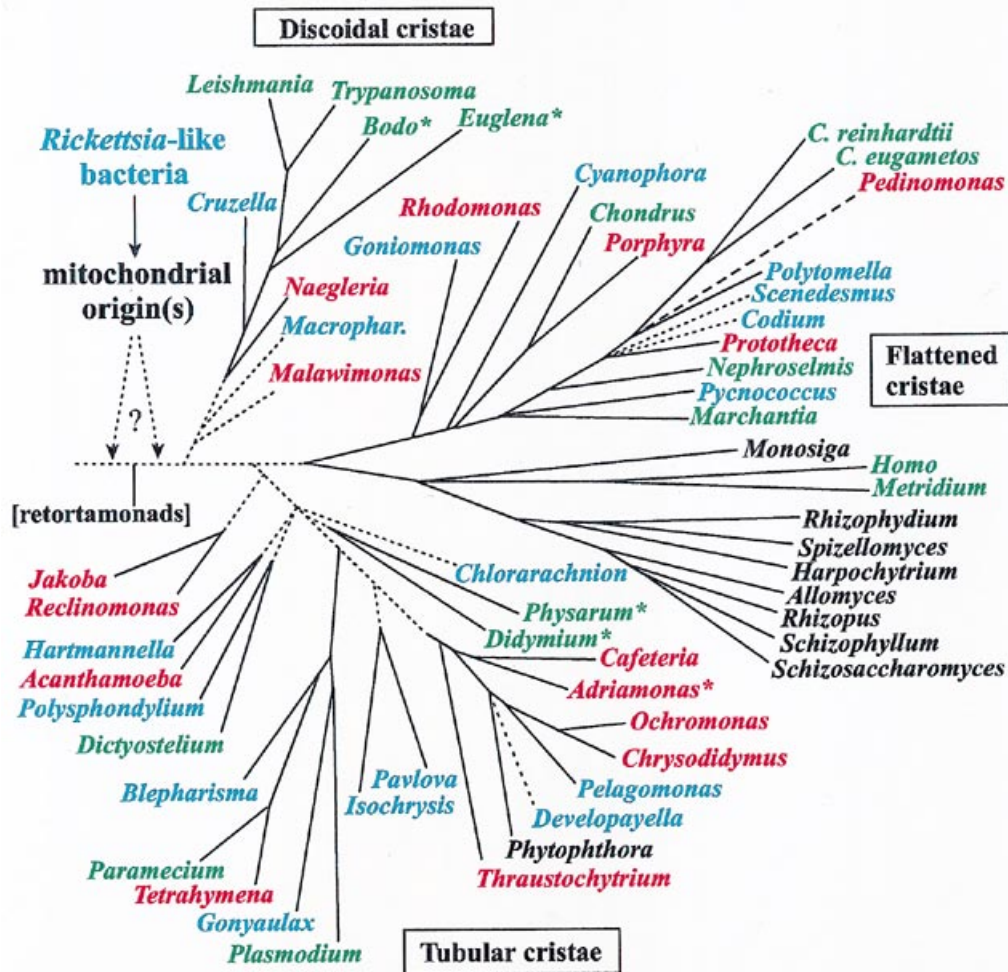 Discoidal cristae
Leishmania
Trypanosoma
Bodo*
Euglena*
Rickettsia-like
bacteria
Cruzella
mitochondrial
origin(s)
Naegleria
Macrophar.
Malawimonas
?
[retortamonads]
Goniomonas
Rhodomonas
Cyanophora
Chondrus
Porphyra
C. reinhardtii
C. eugametos
Pedinomonas
Polytomella
Scenedesmus
Codium
Prototheca
Nephroselmis
Pycnococcus
Marchantia
Flattened
cristae
Monosiga
Homo
Metridium
Rhizophydium
Spizellomyces
Harpochytrium
Allomyces
Rhizopus
Schizophyllum
Schizosaccharomyces
Jakoba
Reclinomonas
Hartmannella
Acanthamoeba
Polysphondylium
Dictyostelium
Blepharisma
Paramecium
Tetrahymena
Gonyaulax
Plasmodium
Pavlova
Isochrysis
Chlorarachnion
Physarum*
Didymium*
Cafeteria
Adriamonas*
Ochromonas
Chrysodidymus
Pelagomonas
Developayella
Phytophthora
Thraustochytrium
Tubular cristae